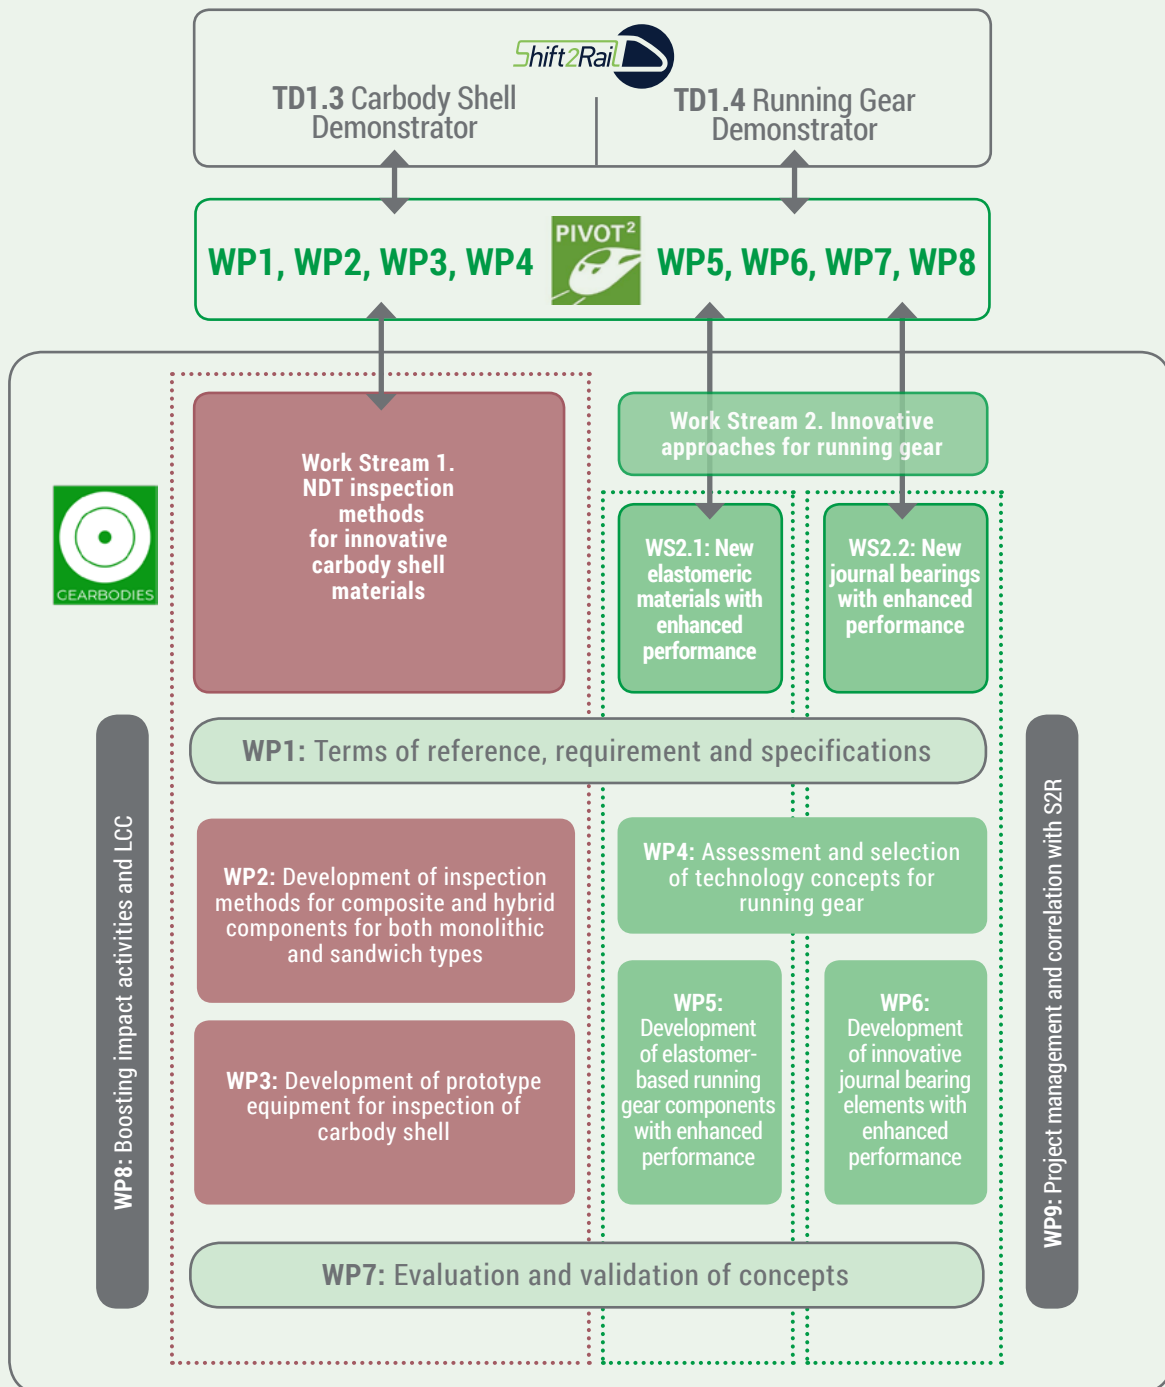 Shift2Rail
TD1.3 Carbody Shell
Demonstrator
TD1.4 Running Gear
Demonstrator
WP1, WP2, WP3, WP4
PIVOT²
WP5, WP6, WP7, WP8
GEARBODIES
Work Stream 1.
NDT inspection
methods
for innovative
carbody shell
materials
Work Stream 2. Innovative
approaches for running gear
WS2.1: New
elastomeric
materials with
enhanced
performance
WS2.2: New
journal bearings
with enhanced
performance
WP1: Terms of reference, requirement and specifications
WP2: Development of inspection
methods for composite and hybrid
components for both monolithic
and sandwich types
WP3: Development of prototype
equipment for inspection of
carbody shell
WP4: Assessment and selection
of technology concepts for
running gear
WP5:
Development
of elastomer-
based running
gear components
with enhanced
performance
WP6:
Development
of innovative
journal bearing
elements with
enhanced
performance
WP7: Evaluation and validation of concepts
WP8: Boosting impact activities and LCC
WP9: Project management and correlation with S2R